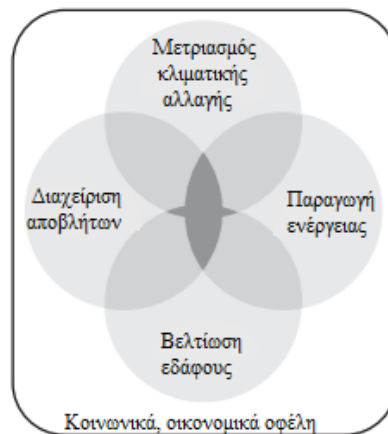 Μετριασμός
κλιματικής
αλλαγής
Διαχείριση
αποβλήτων
Παραγωγή
ενέργειας
Βελτίωση
εδάφους
Κοινωνικά, οικονομικά οφέλη